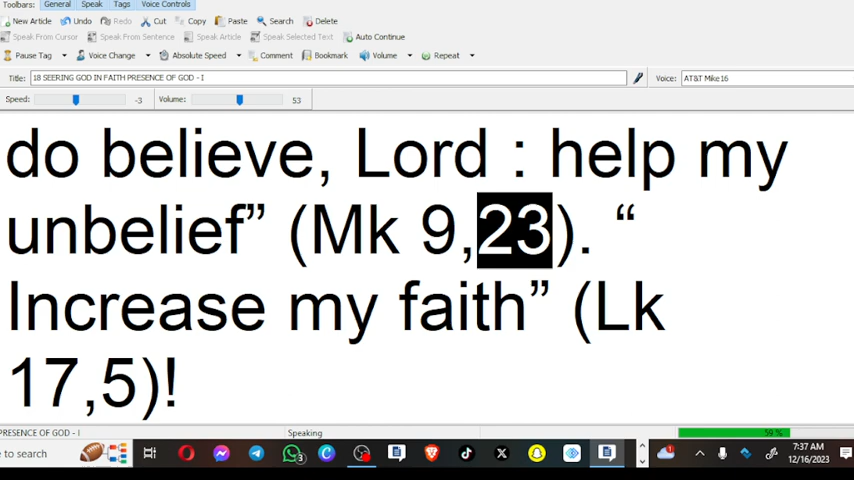 Toolbars: General Speak Tags Voice Controls
New Article Undo Redo Cut Copy Paste Search Delete
Speak From Cursor Speak From Sentence Speak Article Speak Selected Text Auto Continue
Pause Tag Voice Change Absolute Speed Comment Bookmark Volume Repeat
Title: 18 SEERING GOD IN FAITH PRESENCE OF GOD - I Voice: AT&T Mike16
Speed: -3 Volume: 53
do believe, Lord : help my
unbelief” (Mk 9,23). “
Increase my faith” (Lk
17,5)!
PRESENCE OF GOD - I Speaking 59 %
e to search 3 7:37 AM
12/16/2023